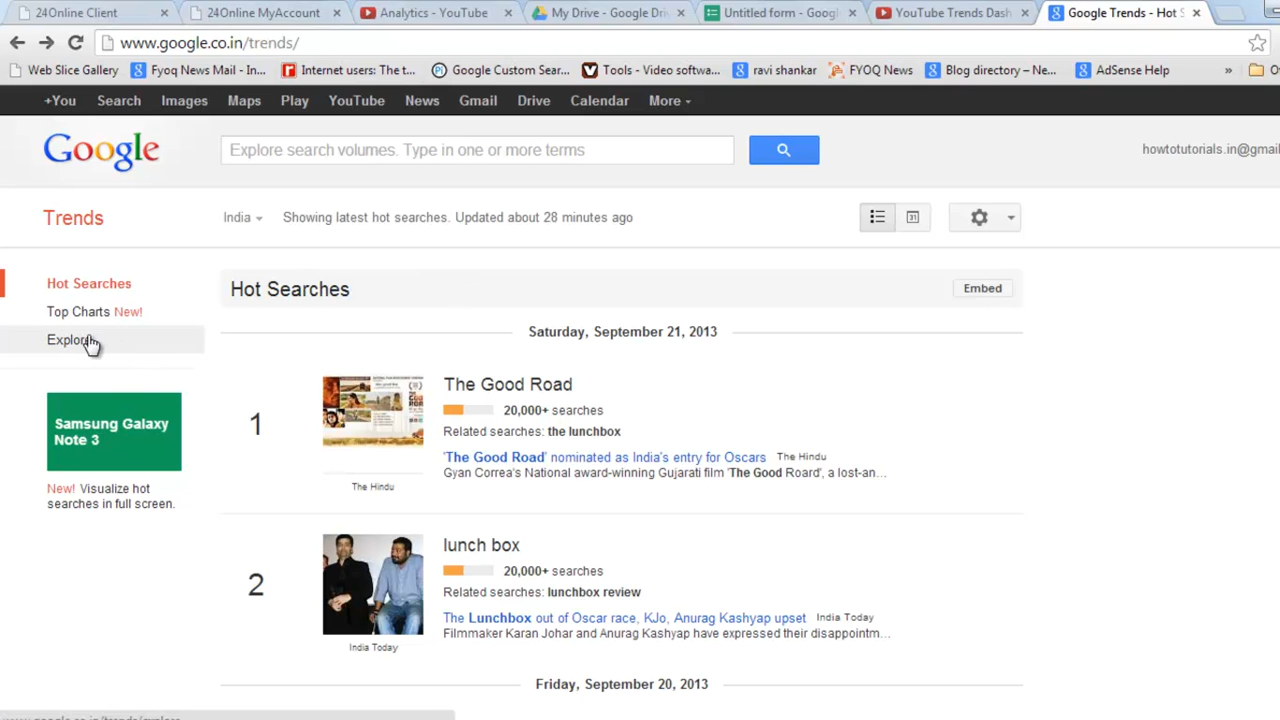 24Online Client
24Online MyAccount
Analytics - YouTube
My Drive - Google Dri
Untitled form - Googl
YouTube Trends Dash
Google Trends - Hot S
www.google.co.in/trends/
Web Slice Gallery
Fyoq News Mail - In...
Internet users: The t...
Google Custom Sear...
Tools - Video softwa...
ravi shankar
FYOQ News
Blog directory – Ne...
AdSense Help
»
+You
Search
Images
Maps
Play
YouTube
News
Gmail
Drive
Calendar
More
Google
Explore search volumes. Type in one or more terms
howtotutorials.in@gmail
Trends
India
Showing latest hot searches. Updated about 28 minutes ago
31
Hot Searches
Top Charts New!
Explore
Samsung Galaxy
Note 3
New! Visualize hot
searches in full screen.
Hot Searches
Embed
Saturday, September 21, 2013
1
The Good Road
20,000+ searches
Related searches: the lunchbox
'The Good Road' nominated as India's entry for Oscars The Hindu
Gyan Correa's National award-winning Gujarati film 'The Good Roard', a lost-an...
The Hindu
2
lunch box
20,000+ searches
Related searches: lunchbox review
The Lunchbox out of Oscar race, KJo, Anurag Kashyap upset India Today
Filmmaker Karan Johar and Anurag Kashyap have expressed their disappointm...
India Today
Friday, September 20, 2013